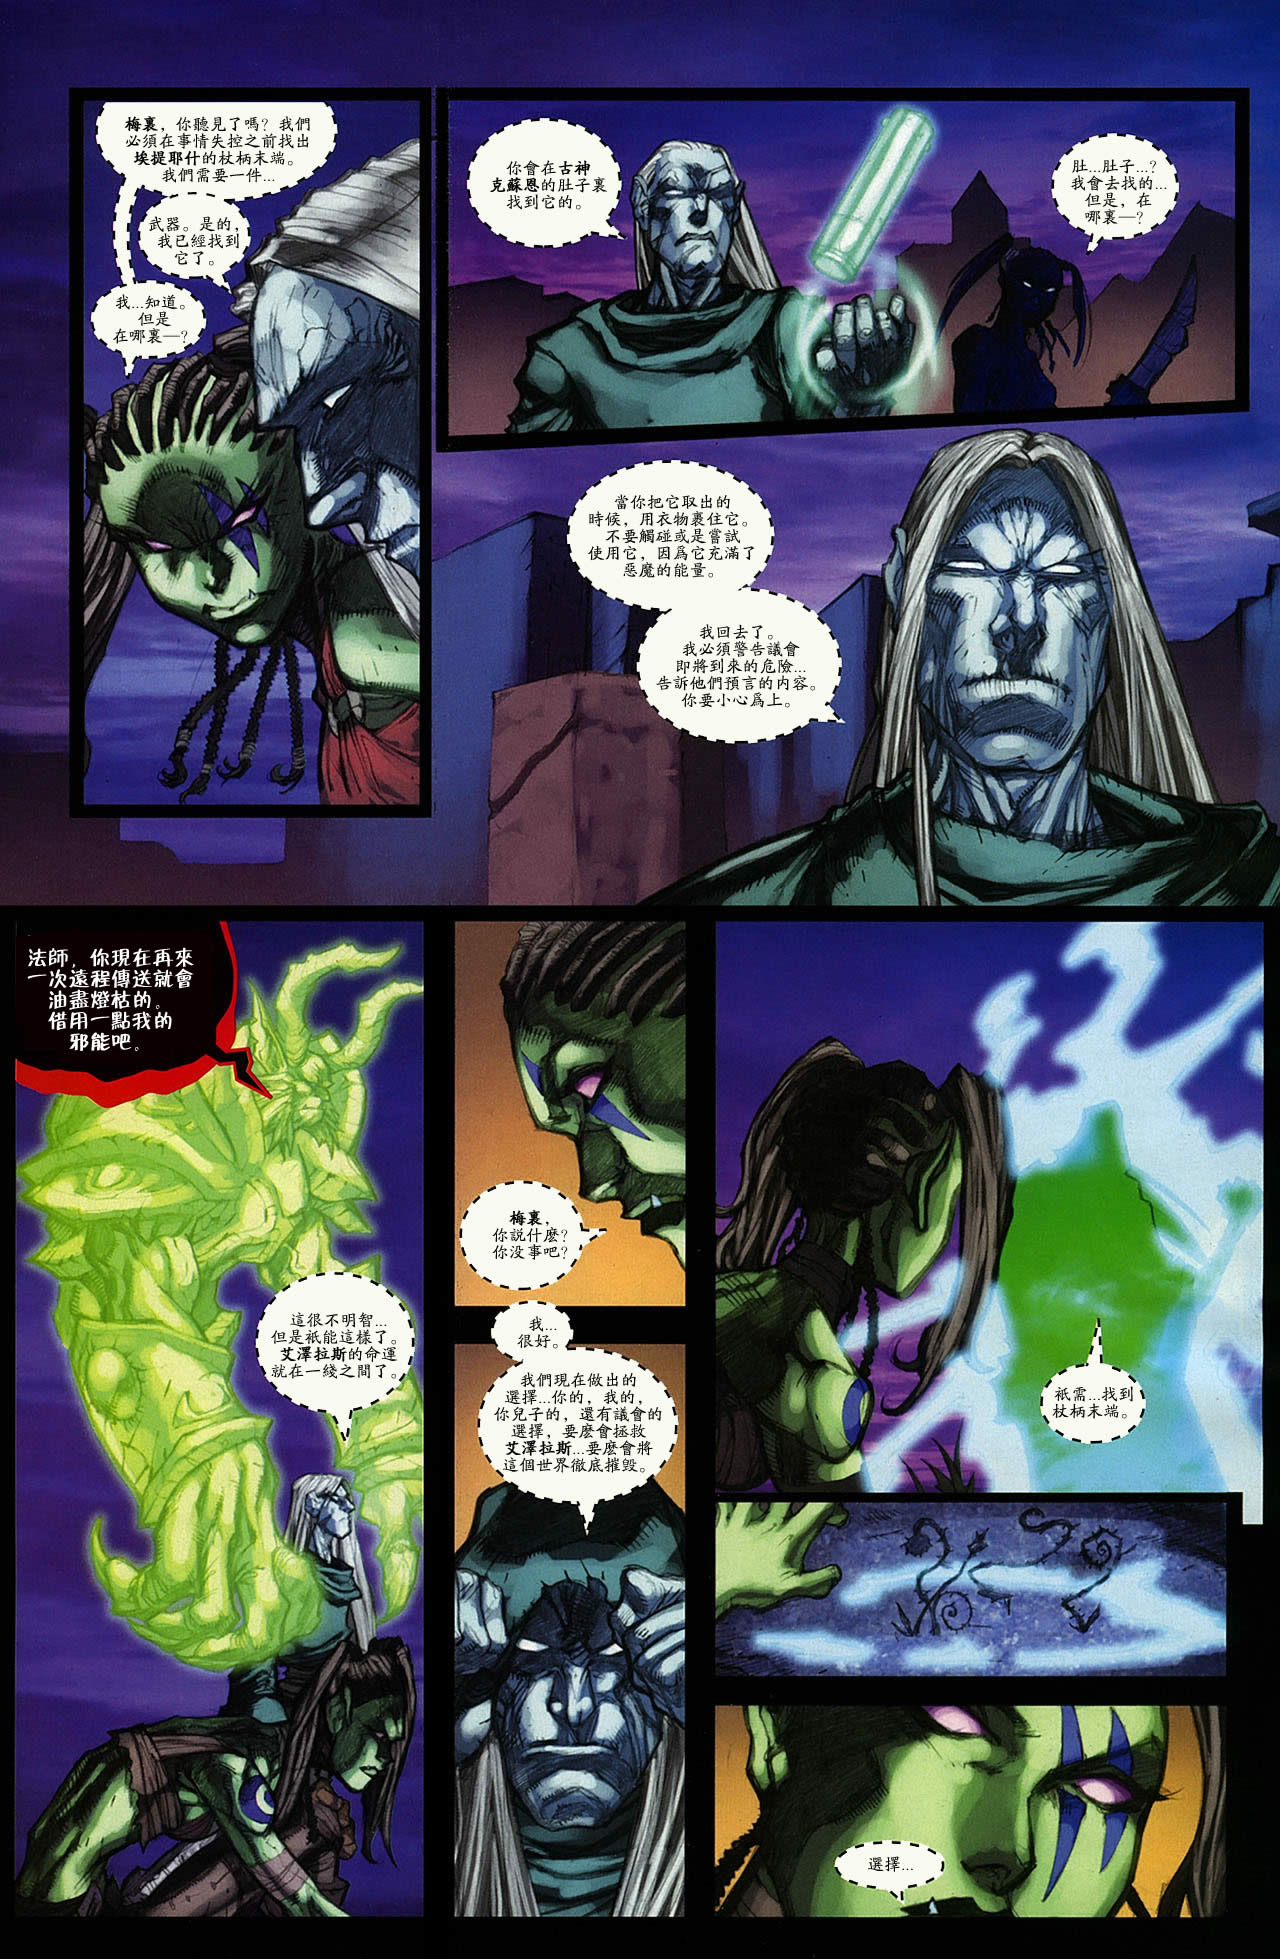 梅裏，你聽見了嗎？我們
必須在事情失控之前找出
埃提耶什的杖柄末端。
我們需要一件…
武器。是的，
我已經找到
它了。
我…知道。
但是
在哪裏—？
你會在古神
克蘇恩的肚子裏
找到它的。
肚…肚子…？
我會去找的…
但是，在
哪裏—？
當你把它取出的
時候，用衣物裹住它。
不要觸碰或是嘗試
使用它，因爲它充滿了
惡魔的能量。
我回去了。
我必須警告議會
即將到來的危險…
告訴他們預言的内容。
你要小心爲上。
法師，你現在再來
一次遠程傳送就會
油盡燈枯的。
借用一點我的
邪能吧。
這很不明智…
但是衹能這樣了。
艾澤拉斯的命運
就在一綫之間了。
梅裏，
你説什麽？
你没事吧？
我…
很好。
我們現在做出的
選擇…你的，我的，
你兒子的，還有議會的
選擇，要麽會拯救
艾澤拉斯…要麽會將
這個世界徹底摧毁。
衹需…找到
杖柄末端。
選擇…